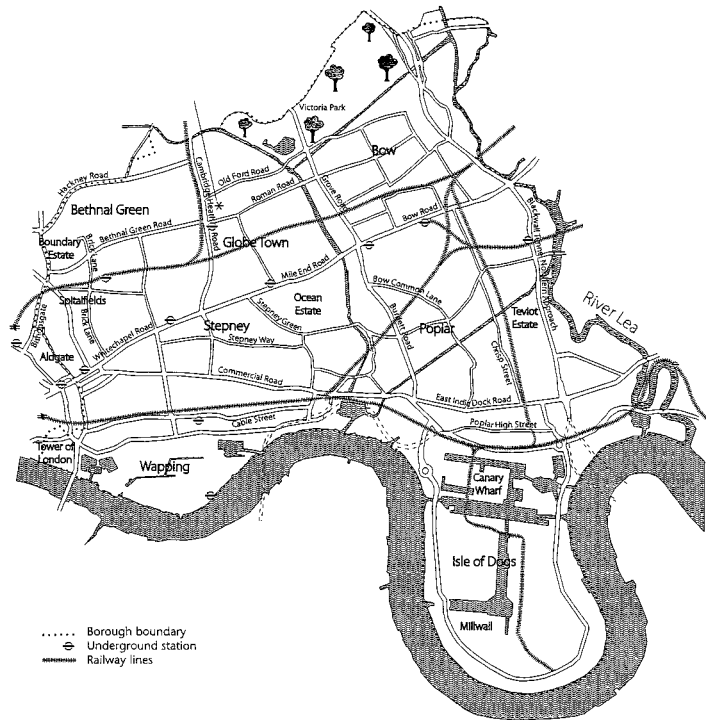 Victoria Park
Bow
Hackney Road
Cambridge Heath Road
Old Ford Road
Roman Road
Grove Road
Bethnal Green
Bethnal Green Road
Globe Town
Bow Road
Boundary
Estate
Brick Lane
Mile End Road
Blackwall Tunnel Northern Approach
River Lea
Spitalfields
Bishopsgate
Brick Lane
Ocean
Estate
Bow Common Lane
Burdett Road
Poplar
Teviot
Estate
Aldgate
Whitechapel Road
Stepney
Stepney Green
Stepney Way
Chrisp Street
Commercial Road
East India Dock Road
Cable Street
Poplar High Street
Tower of
London
Wapping
Canary
Wharf
Isle of Dogs
Millwall
Borough boundary
Underground station
Railway lines